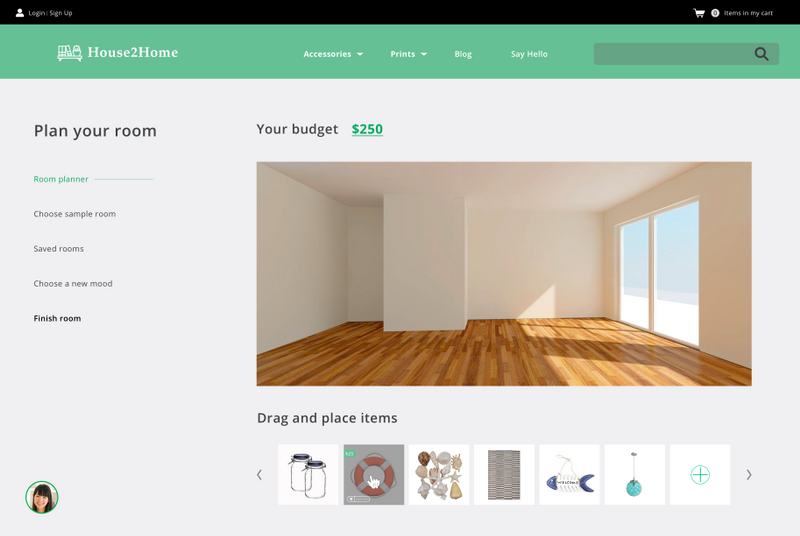 Login | Sign Up
0 Items in my cart
House2Home
Accessories
Prints
Blog
Say Hello
Plan your room
Room planner
Choose sample room
Saved rooms
Choose a new mood
Finish room
Your budget $250
Drag and place items
WELCOME